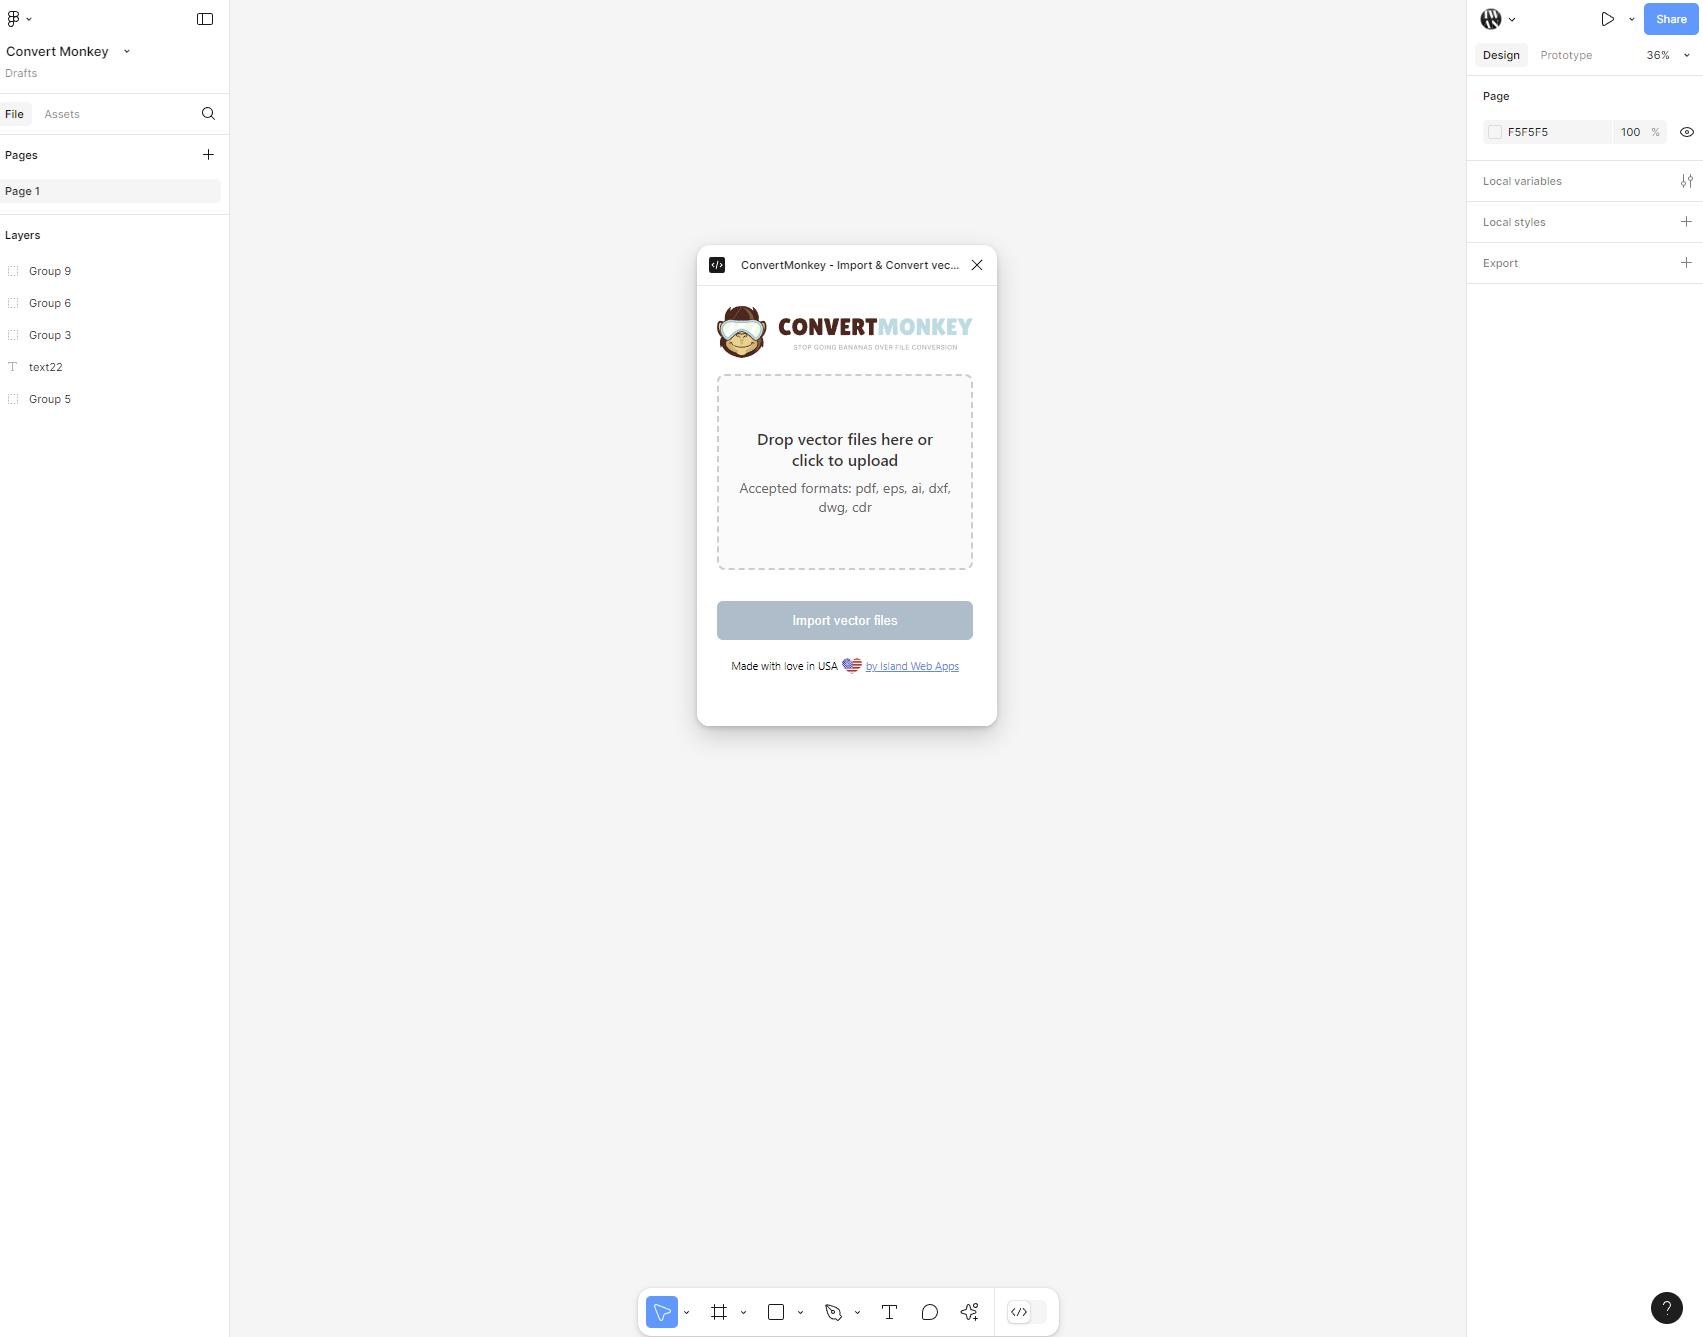 Convert Monkey
Drafts
File
Assets
Pages
Page 1
Layers
Group 9
Group 6
Group 3
text22
Group 5
ConvertMonkey - Import & Convert vec...
CONVERTMONKEY
STOP GOING BANANAS OVER FILE CONVERSION
Drop vector files here or
click to upload
Accepted formats: pdf, eps, ai, dxf,
dwg, cdr
Import vector files
Made with love in USA by Island Web Apps
Share
Design
Prototype
36%
Page
F5F5F5
100 %
Local variables
Local styles
Export